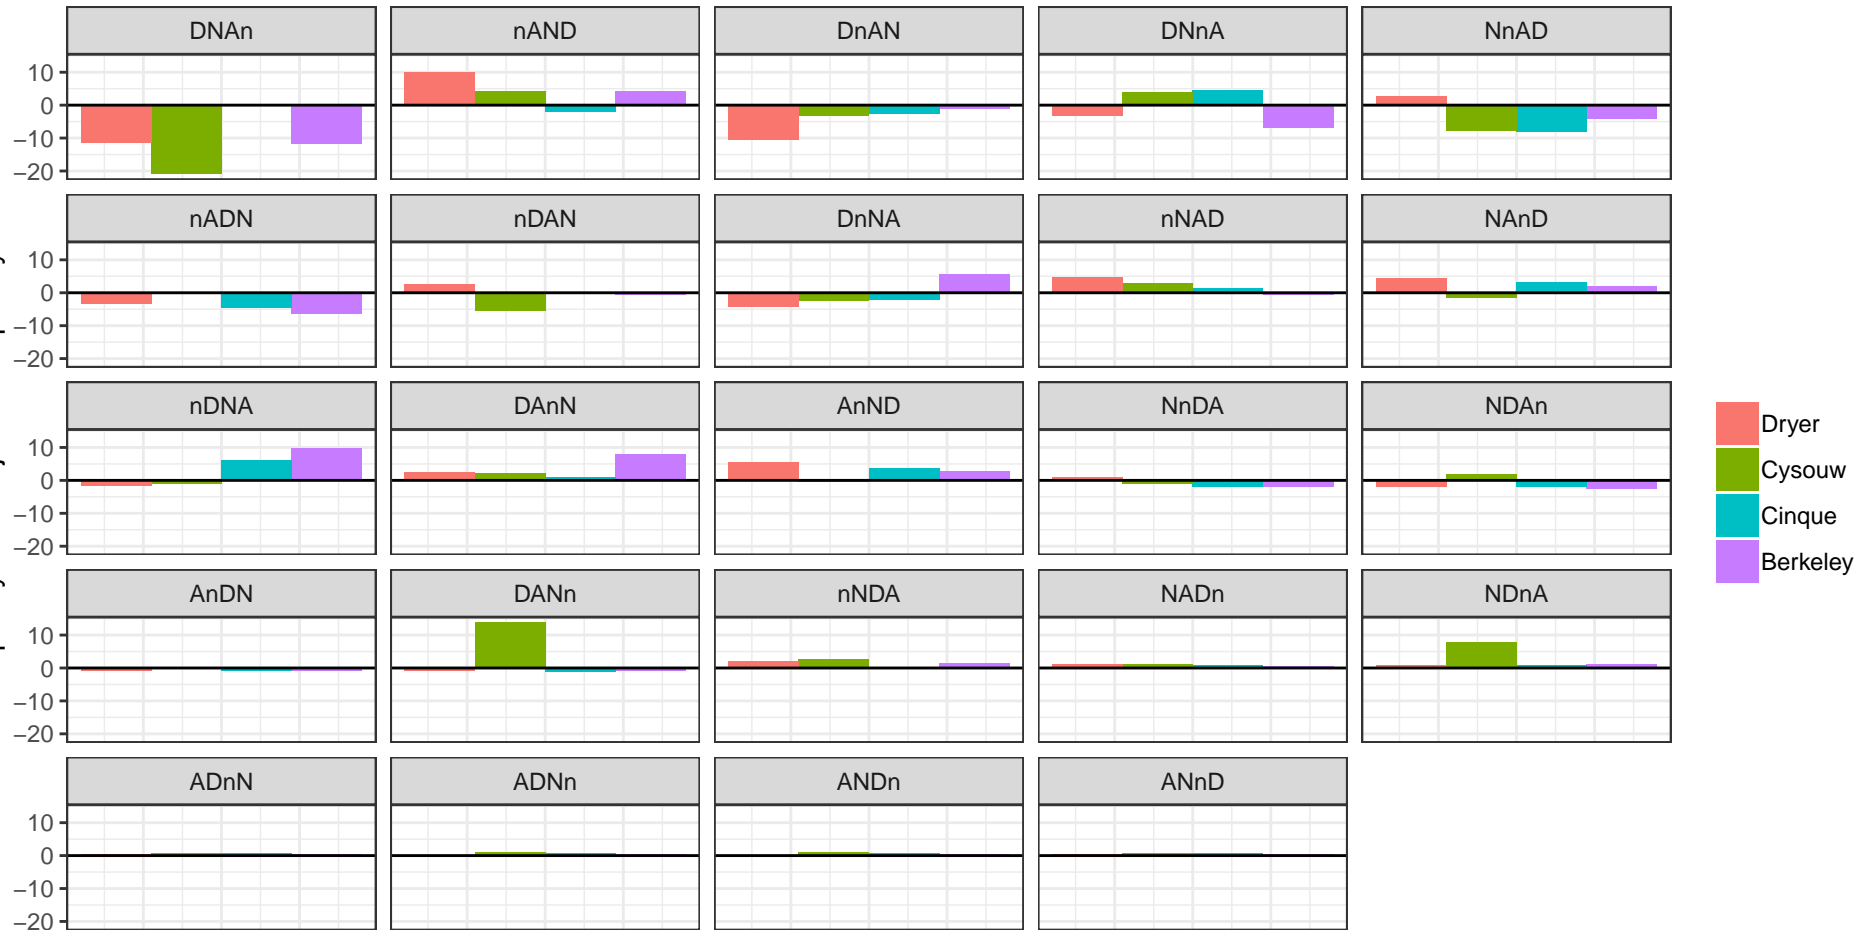 DNAn nAND DnAN DNnA NnAD
10
0
−10
−20
nADN nDAN DnNA nNAD NAnD
10
0
−10
−20
nDNA DAnN AnND NnDA NDAn
10
0
−10
−20
Dryer
Cysouw
Cinque
Berkeley
AnDN DANn nNDA NADn NDnA
10
0
−10
−20
ADnN ADNn ANDn ANnD
10
0
−10
−20